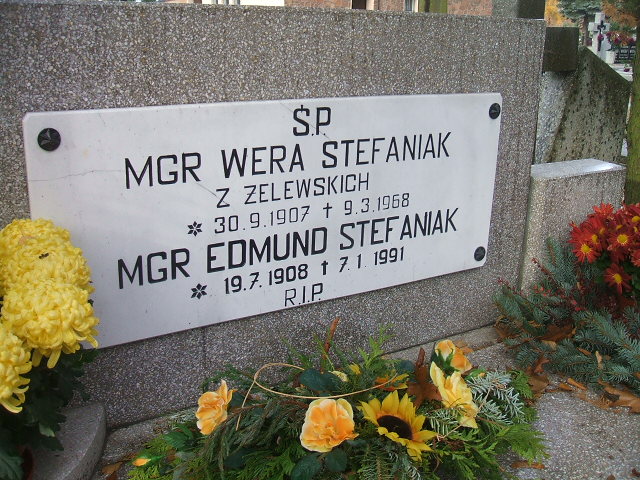 Ś.P
MGR WERA STEFANIAK
Z ZELEWSKICH
* 30.9.1907 † 9.3.1968
MGR EDMUND STEFANIAK
* 19.7.1908 † 7.1.1991
R.I.P.